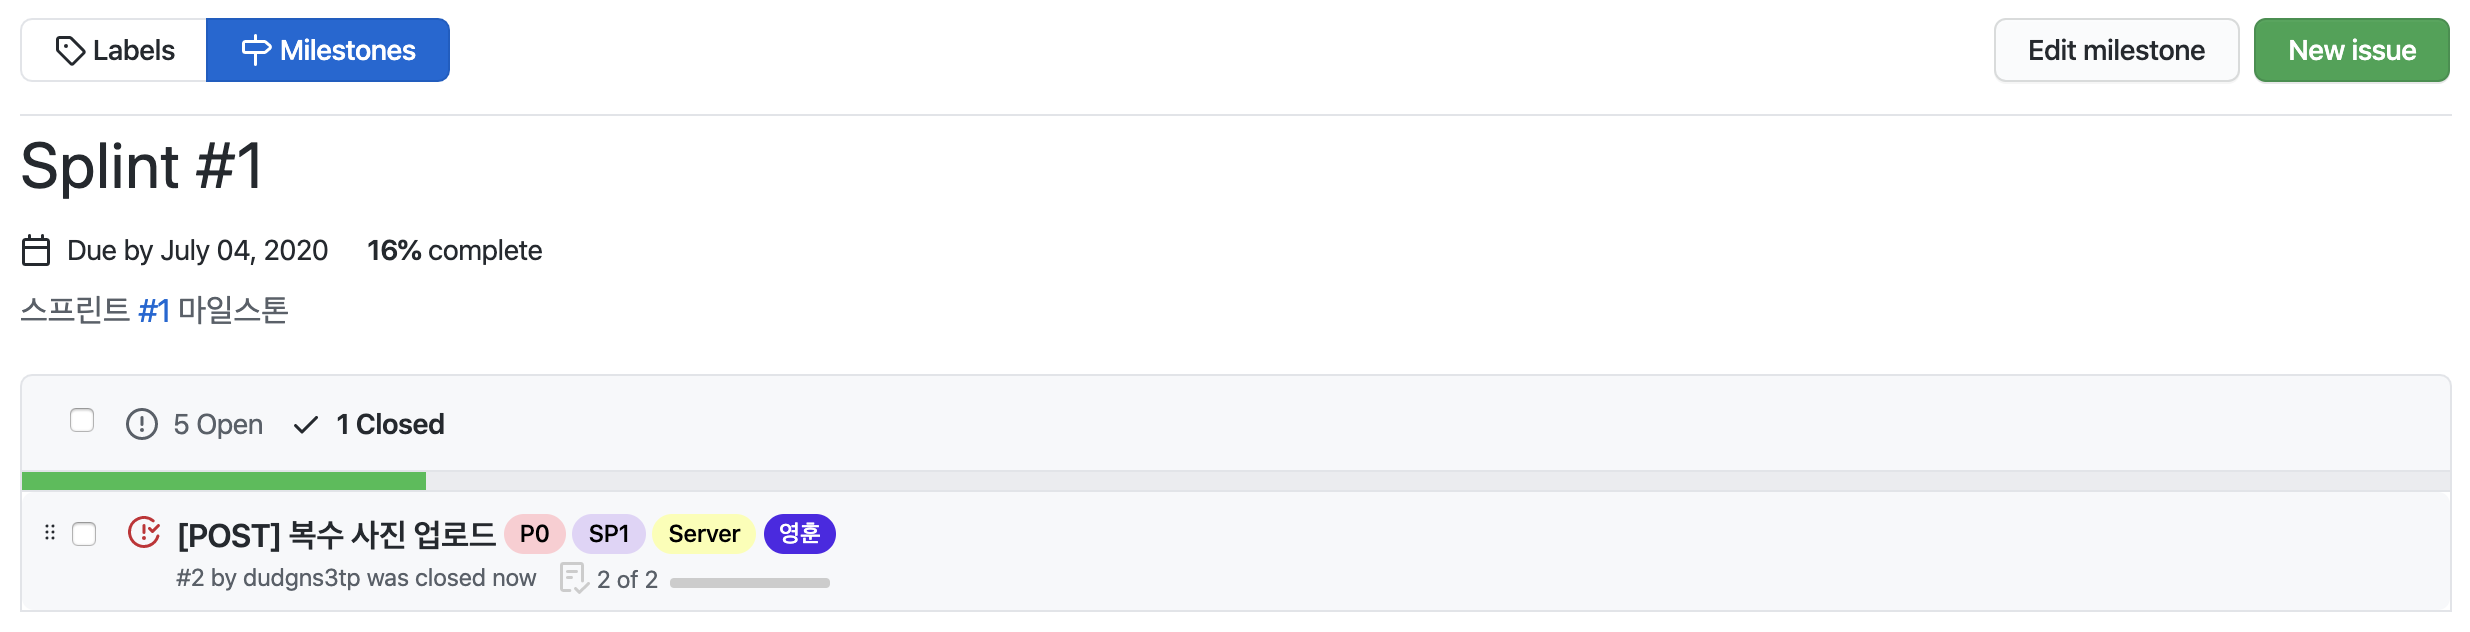 Labels Milestones Edit milestone New issue
Splint #1
Due by July 04, 2020 16% complete
스프린트 #1 마일스톤
5 Open 1 Closed
[POST] 복수 사진 업로드 P0 SP1 Server 영훈
#2 by dudgns3tp was closed now 2 of 2